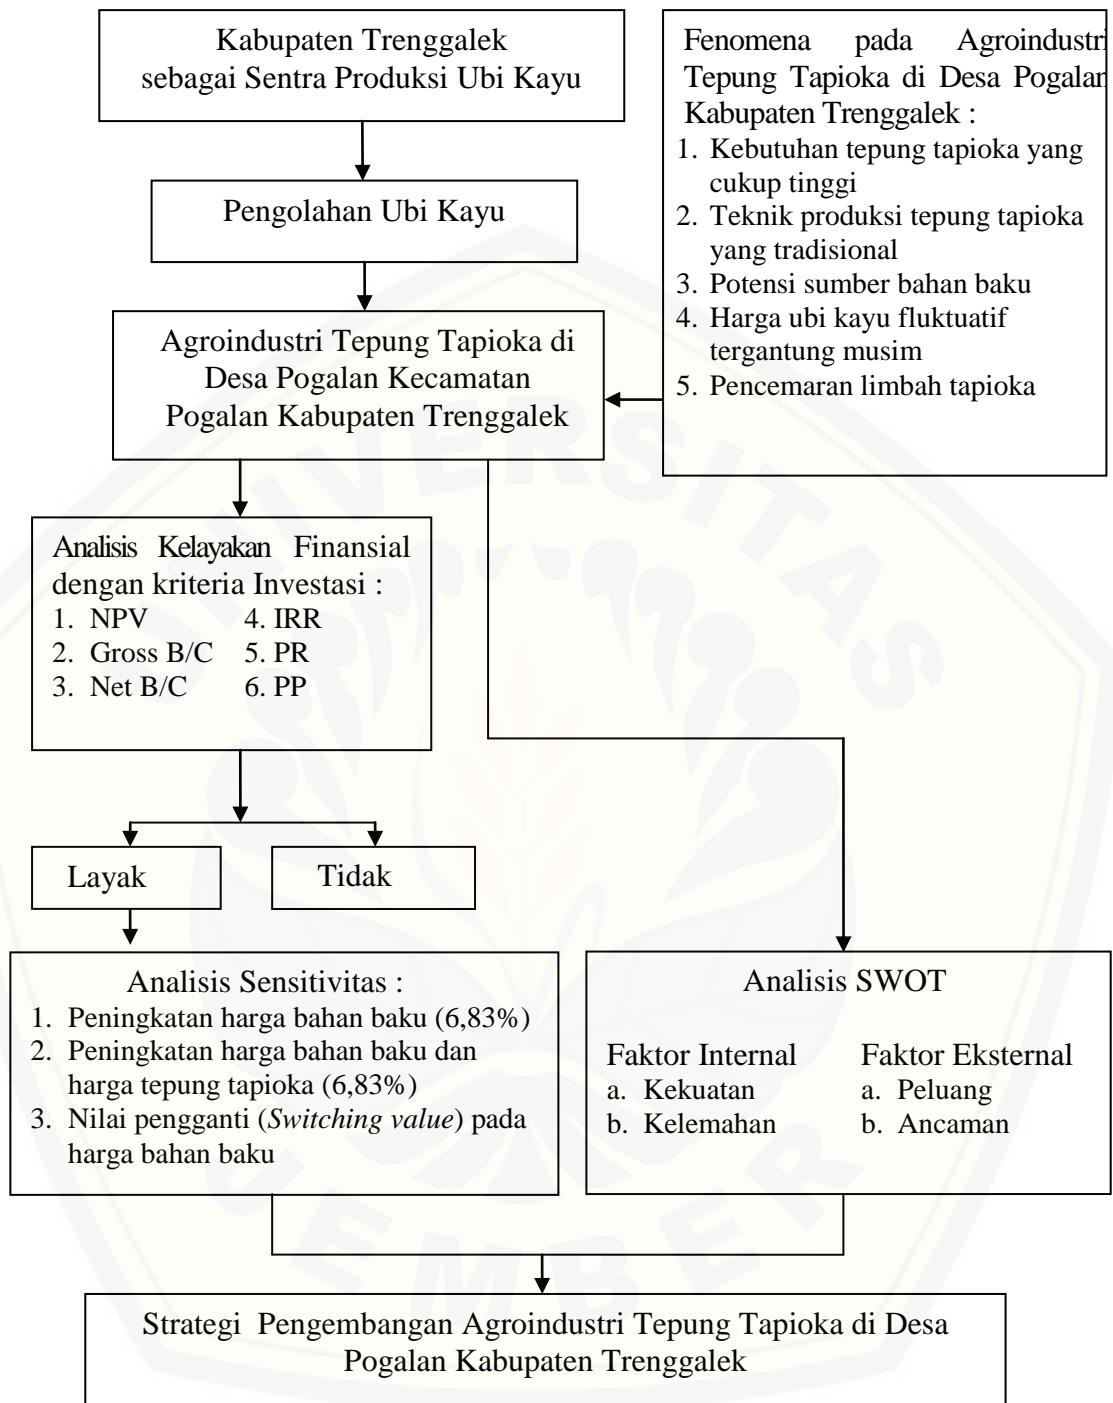 Kabupaten Trenggalek
sebagai Sentra Produksi Ubi Kayu
Fenomena pada Agroindustri
Tepung Tapioka di Desa Pogalan
Kabupaten Trenggalek :
1. Kebutuhan tepung tapioka yang
cukup tinggi
2. Teknik produksi tepung tapioka
yang tradisional
3. Potensi sumber bahan baku
4. Harga ubi kayu fluktuatif
tergantung musim
5. Pencemaran limbah tapioka
Pengolahan Ubi Kayu
Agroindustri Tepung Tapioka di
Desa Pogalan Kecamatan
Pogalan Kabupaten Trenggalek
Analisis Kelayakan Finansial
dengan kriteria Investasi :
1. NPV 4. IRR
2. Gross B/C 5. PR
3. Net B/C 6. PP
Layak
Tidak
Analisis Sensitivitas :
1. Peningkatan harga bahan baku (6,83%)
2. Peningkatan harga bahan baku dan
harga tepung tapioka (6,83%)
3. Nilai pengganti (Switching value) pada
harga bahan baku
Analisis SWOT
Faktor Internal Faktor Eksternal
a. Kekuatan a. Peluang
b. Kelemahan b. Ancaman
Strategi Pengembangan Agroindustri Tepung Tapioka di Desa
Pogalan Kabupaten Trenggalek
UNIVERSITAS
JEMBER